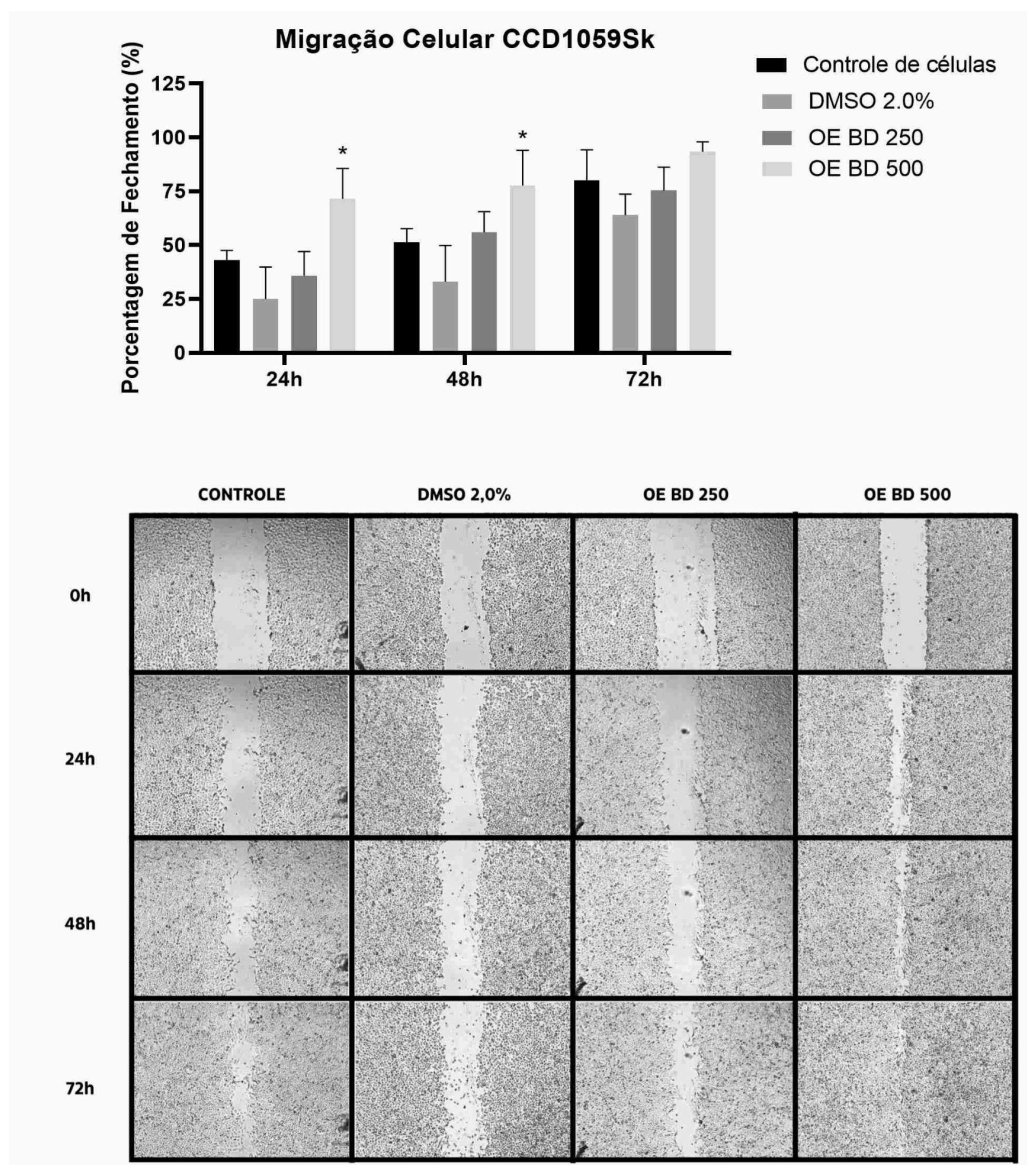 Migração Celular CCD1059Sk
Porcentagem de Fechamento (%)
125
100
75
50
25
0
*
*
24h
48h
72h
Controle de células
DMSO 2.0%
OE BD 250
OE BD 500
CONTROLE
DMSO 2,0%
OE BD 250
OE BD 500
0h
24h
48h
72h